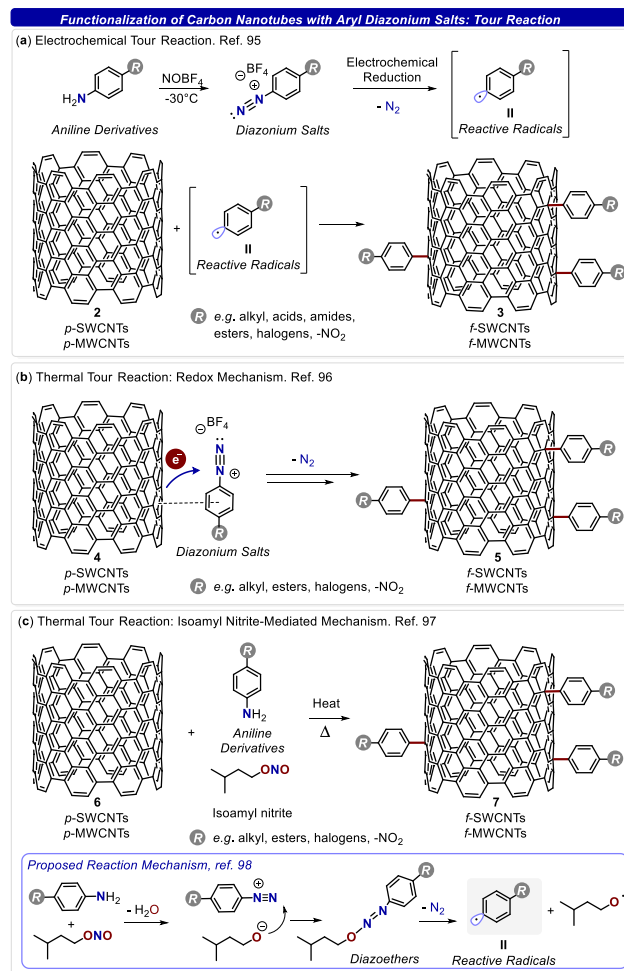 Functionalization of Carbon Nanotubes with Aryl Diazonium Salts: Tour Reaction
(a) Electrochemical Tour Reaction. Ref. 95
R
H2N
Aniline Derivatives
NOBF4
-30°C
⊖BF4
⊕
N=N
R
Diazonium Salts
Electrochemical
Reduction
- N2
R
II
Reactive Radicals
2
p-SWCNTs
p-MWCNTs
+
R
II
Reactive Radicals
R e.g. alkyl, acids, amides,
esters, halogens, -NO2
R
R
R
3
f-SWCNTs
f-MWCNTs
(b) Thermal Tour Reaction: Redox Mechanism. Ref. 96
⊖BF4
N
N
⊕
e−
R
Diazonium Salts
- N2
4
p-SWCNTs
p-MWCNTs
R e.g. alkyl, esters, halogens, -NO2
R
R
R
5
f-SWCNTs
f-MWCNTs
(c) Thermal Tour Reaction: Isoamyl Nitrite-Mediated Mechanism. Ref. 97
R
NH2
Aniline
Derivatives
+
ONO
Isoamyl nitrite
Heat
Δ
6
p-SWCNTs
p-MWCNTs
R e.g. alkyl, esters, halogens, -NO2
R
R
R
7
f-SWCNTs
f-MWCNTs
Proposed Reaction Mechanism, ref. 98
R
NH2
+
ONO
- H2O
R
⊕
N≡N
⊖
O
R
N=N
O
Diazoethers
- N2
R
II
Reactive Radicals
+
O•